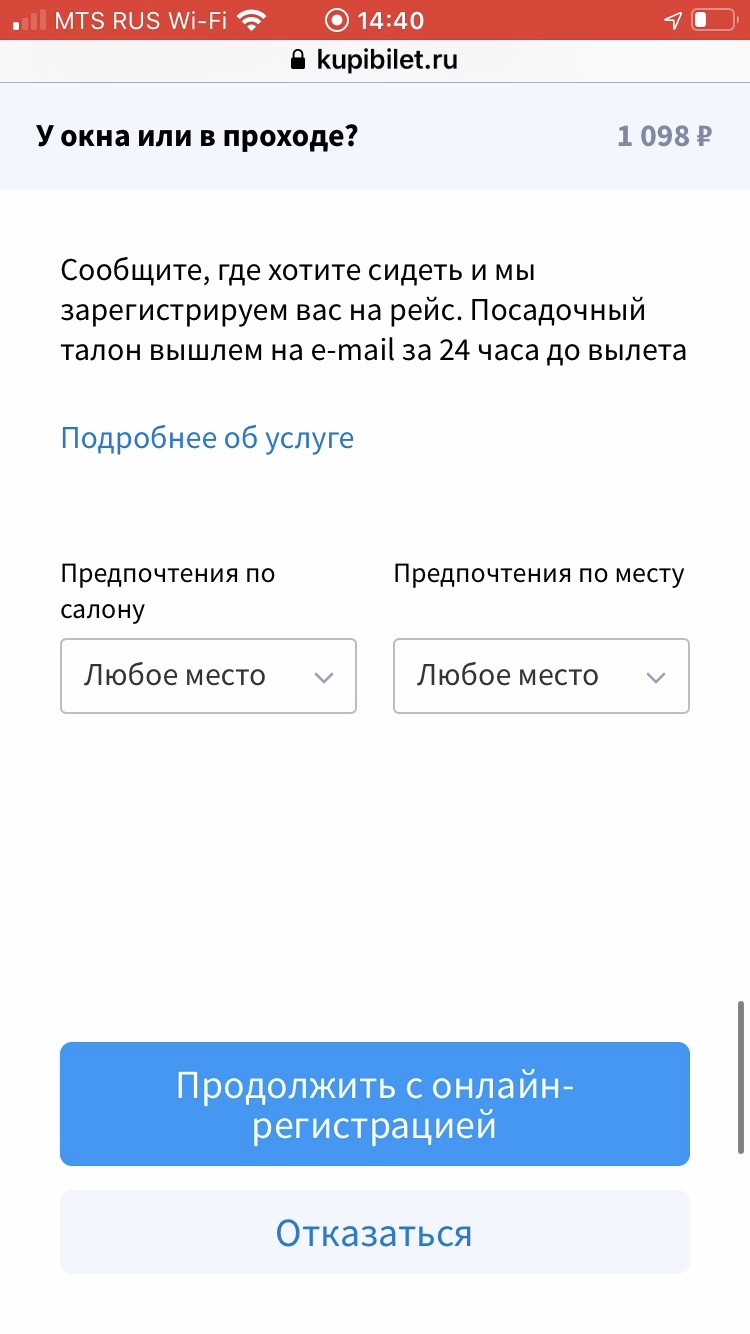 MTS RUS Wi-Fi 14:40
kupibilet.ru
У окна или в проходе? 1 098 ₽
Сообщите, где хотите сидеть и мы
зарегистрируем вас на рейс. Посадочный
талон вышлем на e-mail за 24 часа до вылета
Подробнее об услуге
Предпочтения по
салону
Предпочтения по месту
Любое место
Любое место
Продолжить с онлайн-
регистрацией
Отказаться